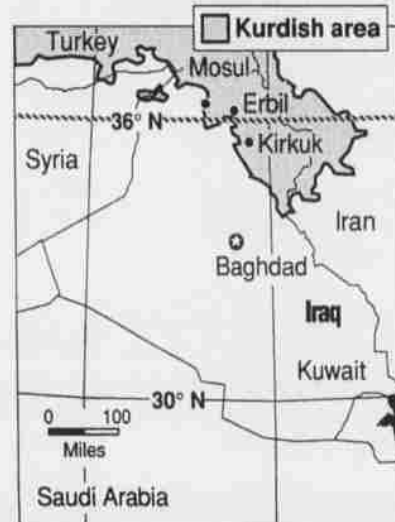 Kurdish area
Turkey
Mosul
Erbil
36° N
Kirkuk
Syria
Iran
Baghdad
Iraq
Kuwait
30° N
0 100
Miles
Saudi Arabia